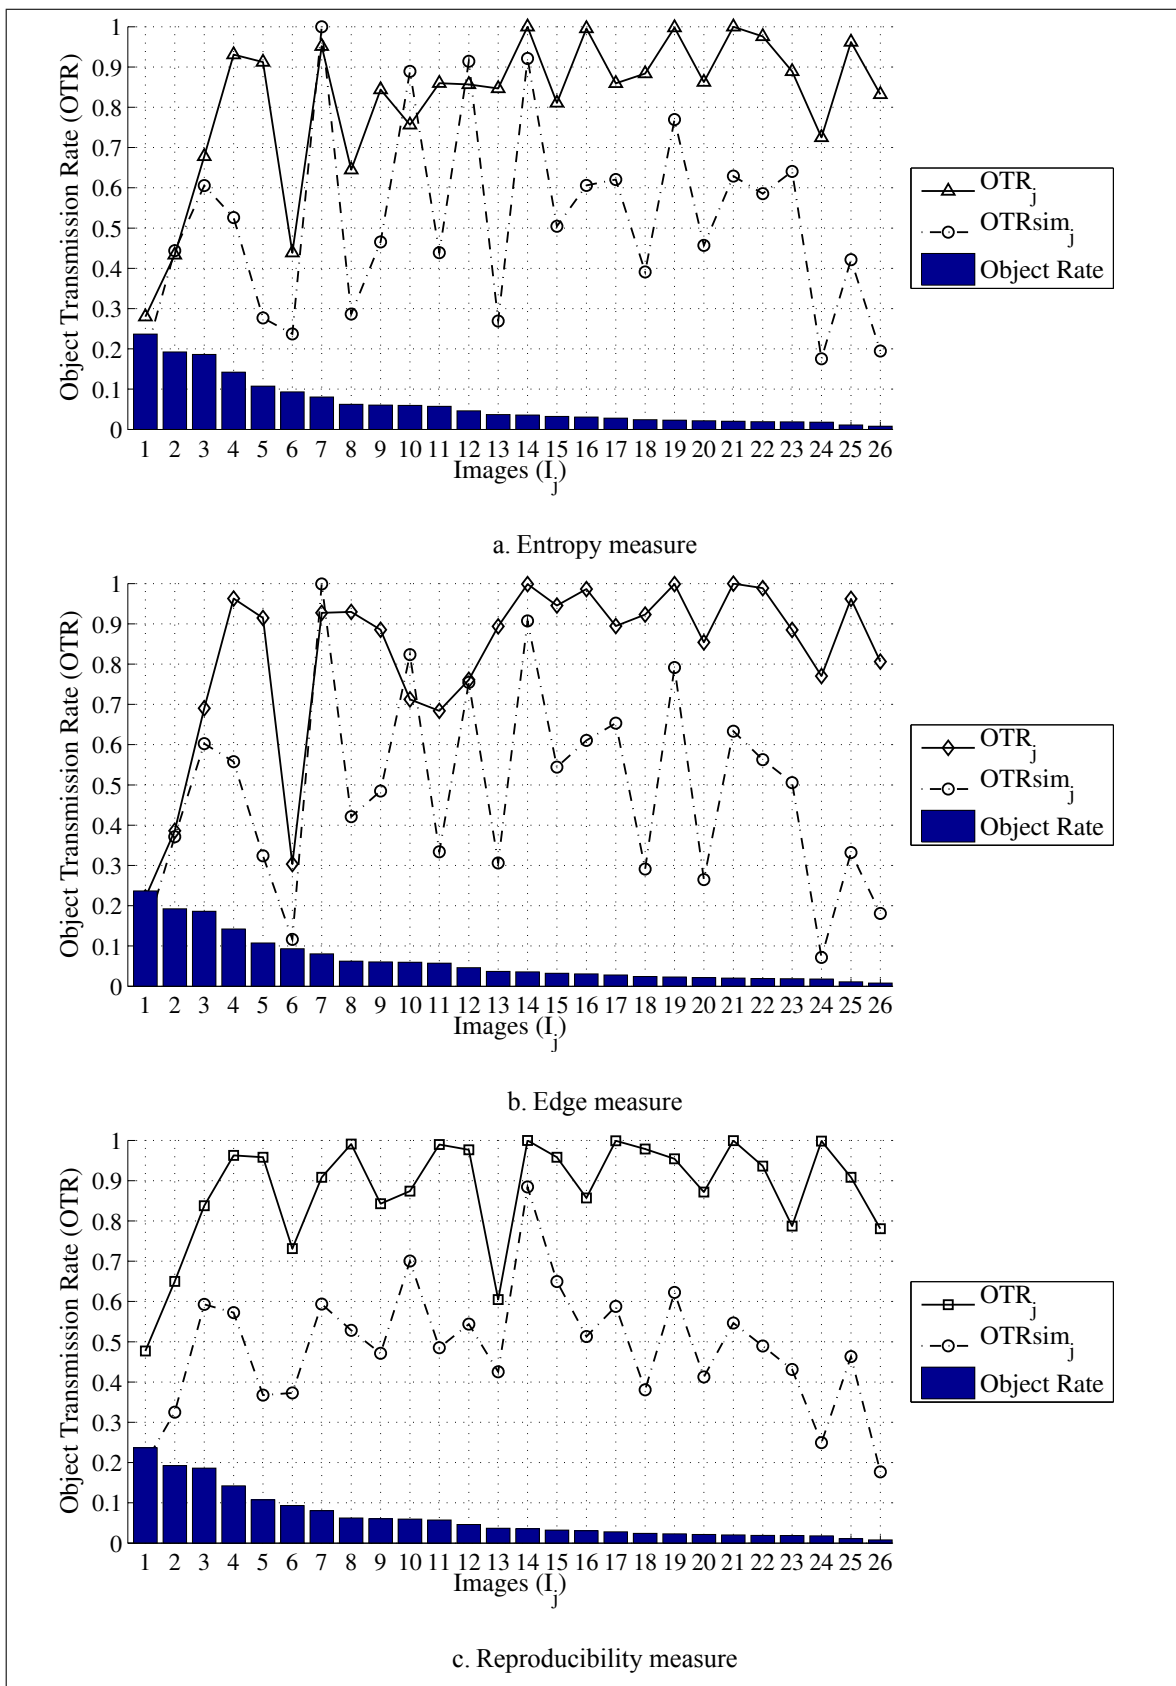 Object Transmission Rate (OTR)
1
0.9
0.8
0.7
0.6
0.5
0.4
0.3
0.2
0.1
0
1 2 3 4 5 6 7 8 9 10 11 12 13 14 15 16 17 18 19 20 21 22 23 24 25 26
Images (I_j)
OTR_j
OTRsim_j
Object Rate
a. Entropy measure
Object Transmission Rate (OTR)
1
0.9
0.8
0.7
0.6
0.5
0.4
0.3
0.2
0.1
0
1 2 3 4 5 6 7 8 9 10 11 12 13 14 15 16 17 18 19 20 21 22 23 24 25 26
Images (I_j)
OTR_j
OTRsim_j
Object Rate
b. Edge measure
Object Transmission Rate (OTR)
1
0.9
0.8
0.7
0.6
0.5
0.4
0.3
0.2
0.1
0
1 2 3 4 5 6 7 8 9 10 11 12 13 14 15 16 17 18 19 20 21 22 23 24 25 26
Images (I_j)
OTR_j
OTRsim_j
Object Rate
c. Reproducibility measure